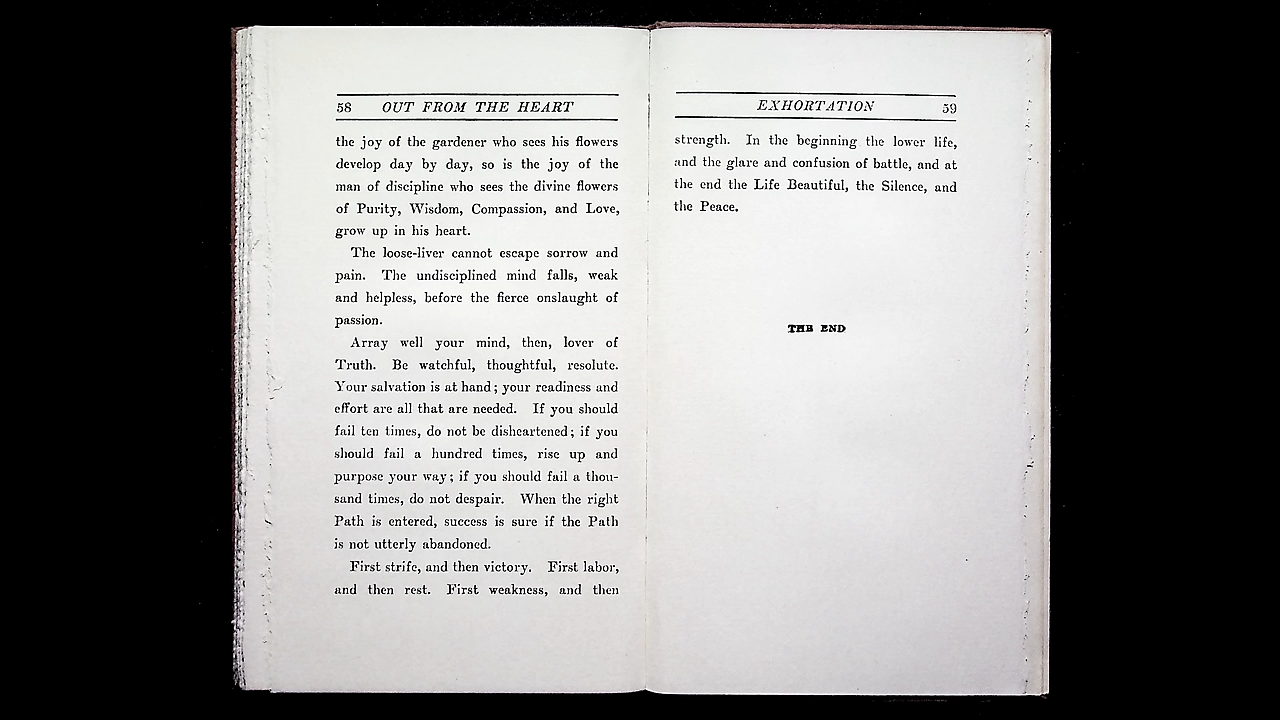 58 OUT FROM THE HEART
the joy of the gardener who sees his flowers
develop day by day, so is the joy of the
man of discipline who sees the divine flowers
of Purity, Wisdom, Compassion, and Love,
grow up in his heart.
The loose-liver cannot escape sorrow and
pain. The undisciplined mind falls, weak
and helpless, before the fierce onslaught of
passion.
Array well your mind, then, lover of
Truth. Be watchful, thoughtful, resolute.
Your salvation is at hand; your readiness and
effort are all that are needed. If you should
fail ten times, do not be disheartened; if you
should fail a hundred times, rise up and
purpose your way; if you should fail a thou-
sand times, do not despair. When the right
Path is entered, success is sure if the Path
is not utterly abandoned.
First strife, and then victory. First labor,
and then rest. First weakness, and then
EXHORTATION 59
strength. In the beginning the lower life,
and the glare and confusion of battle, and at
the end the Life Beautiful, the Silence, and
the Peace.
THE END